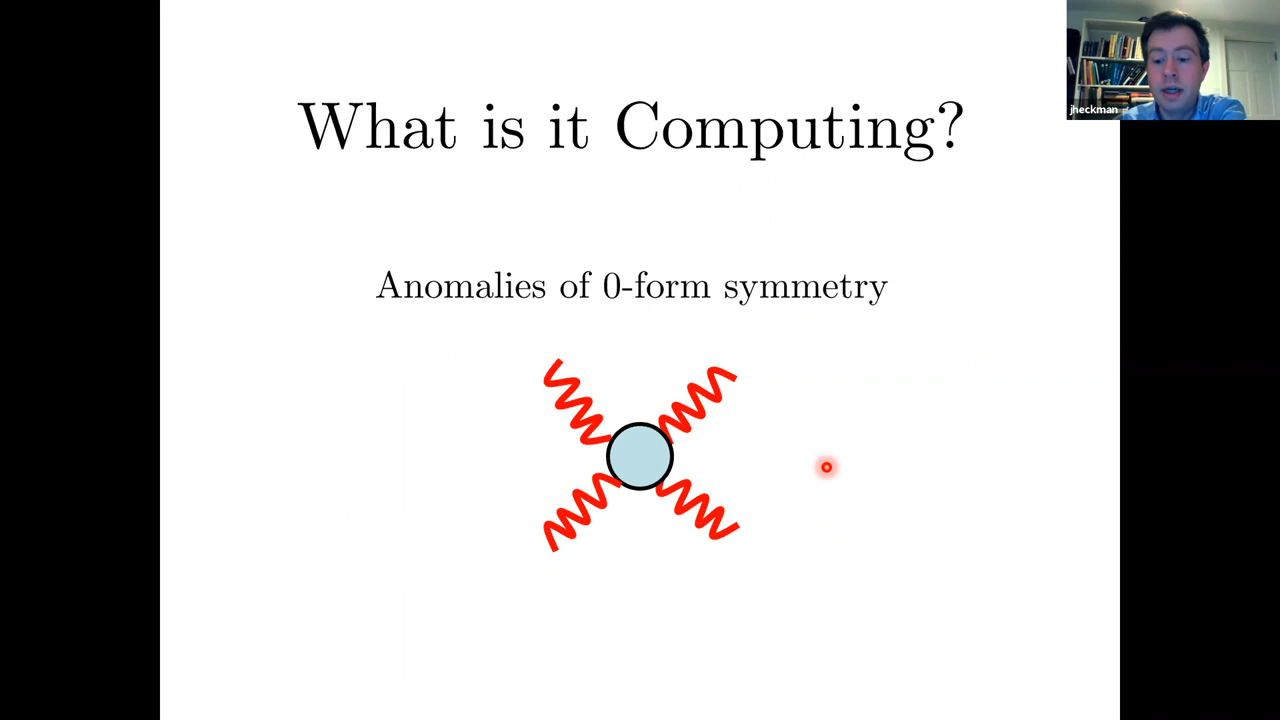 What is it Computing?
jheckman
Anomalies of 0-form symmetry